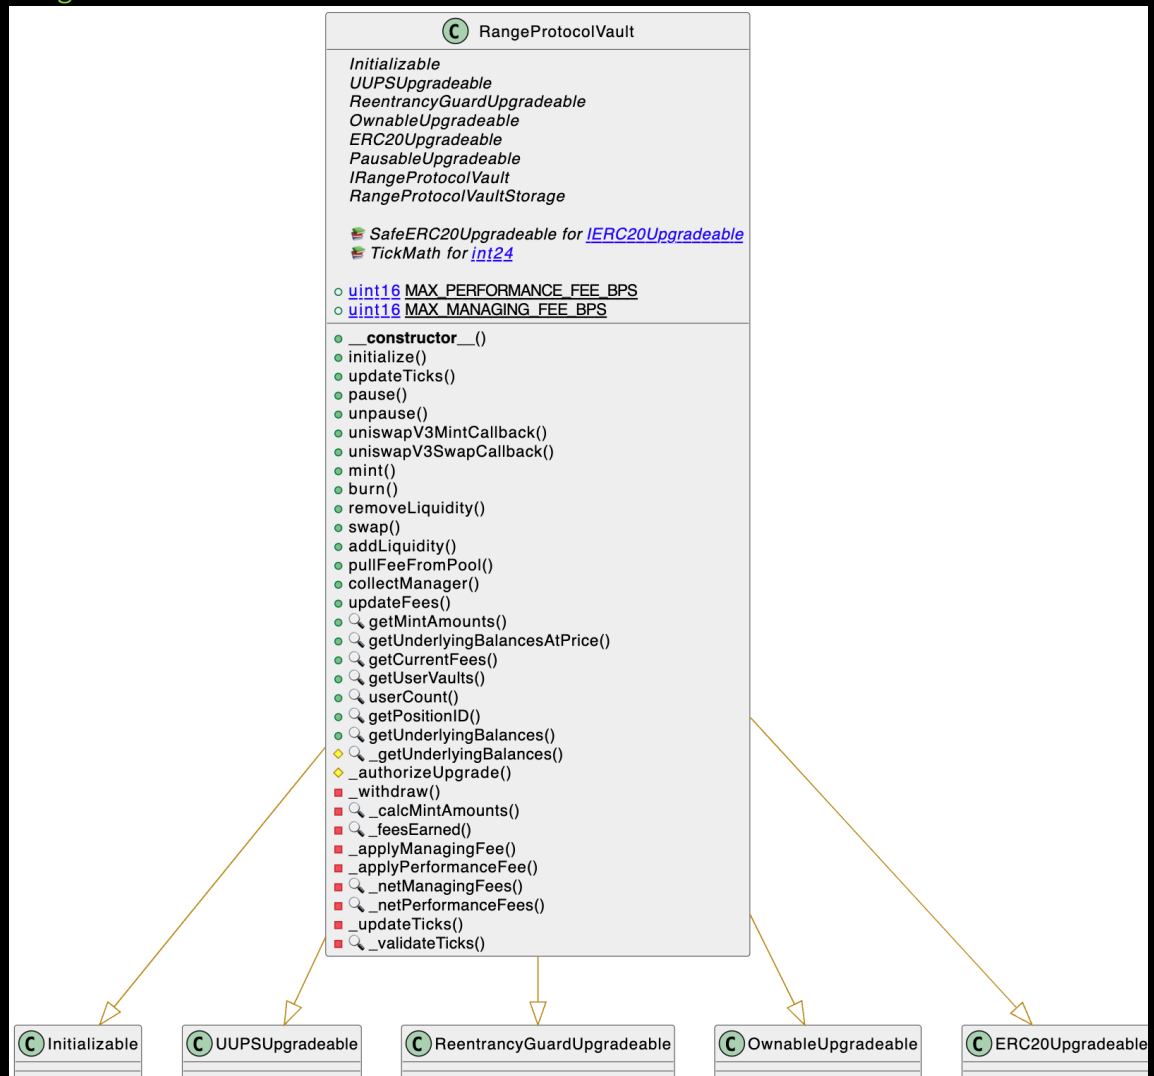 C RangeProtocolVault
Initializable
UUPSUpgradeable
ReentrancyGuardUpgradeable
OwnableUpgradeable
ERC20Upgradeable
PausableUpgradeable
IRangeProtocolVault
RangeProtocolVaultStorage
SafeERC20Upgradeable for IERC20Upgradeable
TickMath for int24
uint16 MAX_PERFORMANCE_FEE_BPS
uint16 MAX_MANAGING_FEE_BPS
__constructor__()
initialize()
updateTicks()
pause()
unpause()
uniswapV3MintCallback()
uniswapV3SwapCallback()
mint()
burn()
removeLiquidity()
swap()
addLiquidity()
pullFeeFromPool()
collectManager()
updateFees()
getMintAmounts()
getUnderlyingBalancesAtPrice()
getCurrentFees()
getUserVaults()
userCount()
getPositionID()
getUnderlyingBalances()
_getUnderlyingBalances()
_authorizeUpgrade()
_withdraw()
_calcMintAmounts()
_feesEarned()
_applyManagingFee()
_applyPerformanceFee()
_netManagingFees()
_netPerformanceFees()
_updateTicks()
_validateTicks()
C Initializable
C UUPSUpgradeable
C ReentrancyGuardUpgradeable
C OwnableUpgradeable
C ERC20Upgradeable